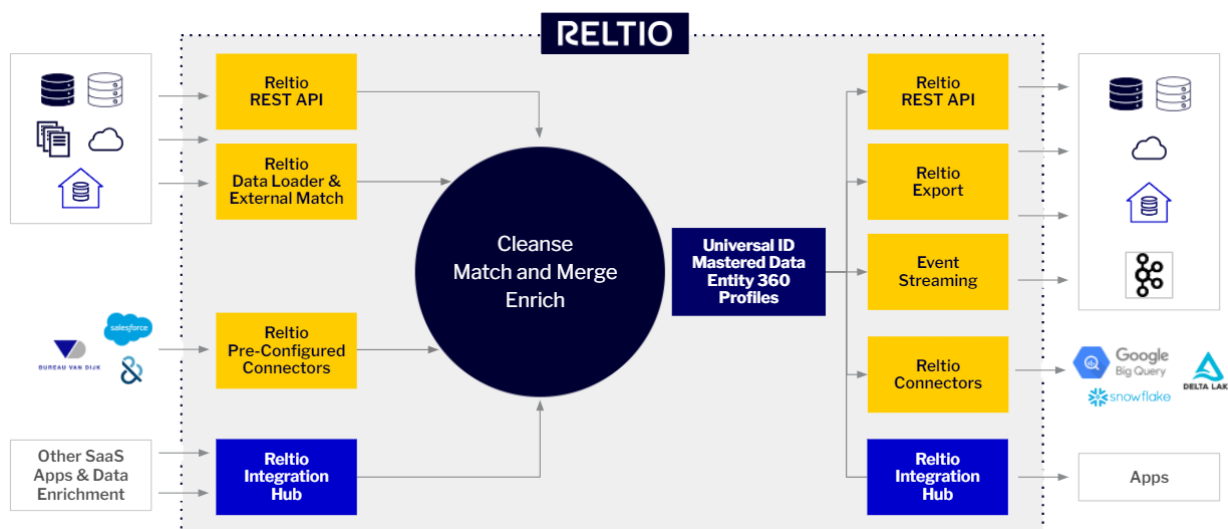 RELTIO
Reltio
REST API
Reltio
Data Loader &
External Match
salesforce
BUREAU VAN DIJK
Reltio
Pre-Configured
Connectors
Other SaaS
Apps & Data
Enrichment
Reltio
Integration
Hub
Cleanse
Match and Merge
Enrich
Universal ID
Mastered Data
Entity 360
Profiles
Reltio
REST API
Reltio
Export
Event
Streaming
Reltio
Connectors
Google
Big Query
snowflake
DELTA LAK
Reltio
Integration
Hub
Apps